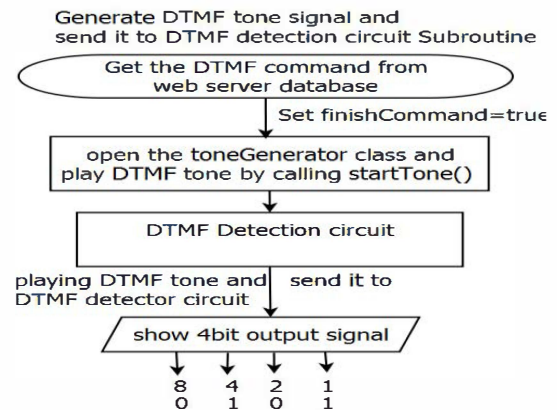 Generate DTMF tone signal and
send it to DTMF detection circuit Subroutine
Get the DTMF command from
web server database
Set finishCommand=true
open the toneGenerator class and
play DTMF tone by calling startTone()
DTMF Detection circuit
playing DTMF tone and send it to
DTMF detector circuit
show 4bit output signal
8 4 2 1
0 1 0 1